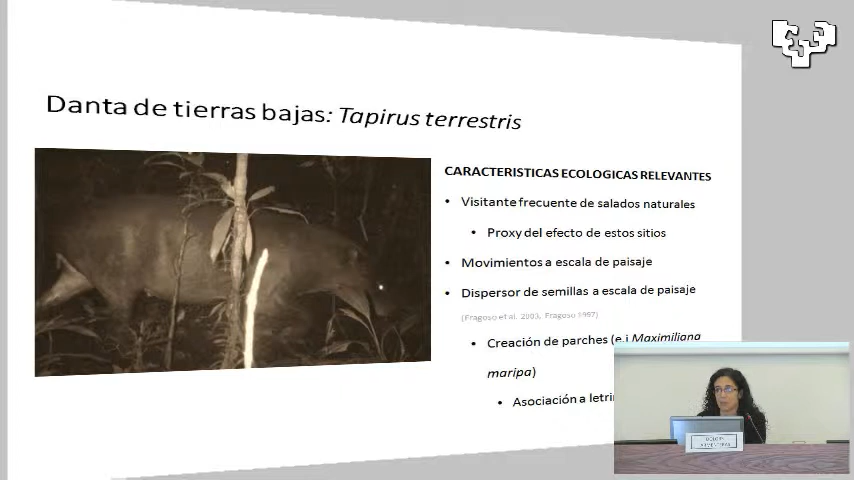 Danta de tierras bajas: Tapirus terrestris
CARACTERISTICAS ECOLOGICAS RELEVANTES
• Visitante frecuente de salados naturales
• Proxy del efecto de estos sitios
• Movimientos a escala de paisaje
• Dispersor de semillas a escala de paisaje
(Fragoso et al. 2003, Fragoso 1997)
• Creación de parches (e.j Maximiliana
maripa)
• Asociación a letri